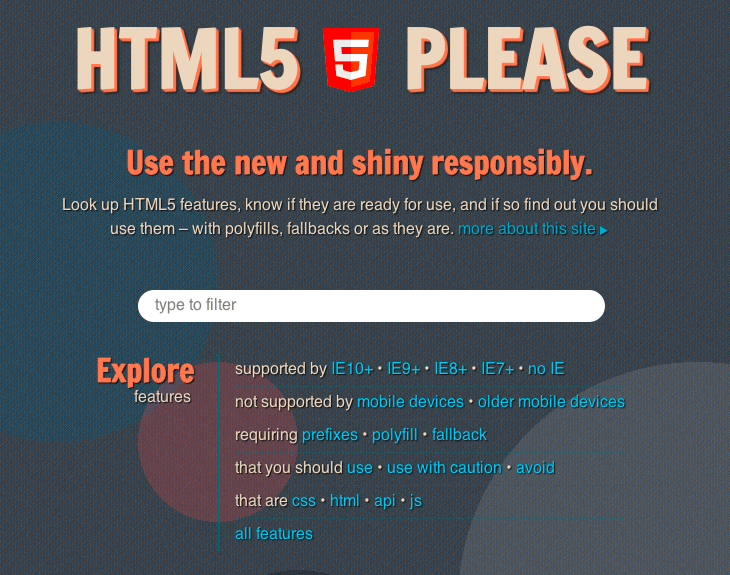 HTML5 5 PLEASE
Use the new and shiny responsibly.
Look up HTML5 features, know if they are ready for use, and if so find out you should
use them – with polyfills, fallbacks or as they are. more about this site ▸
type to filter
Explore
features
supported by IE10+ • IE9+ • IE8+ • IE7+ • no IE
not supported by mobile devices • older mobile devices
requiring prefixes • polyfill • fallback
that you should use • use with caution • avoid
that are css • html • api • js
all features